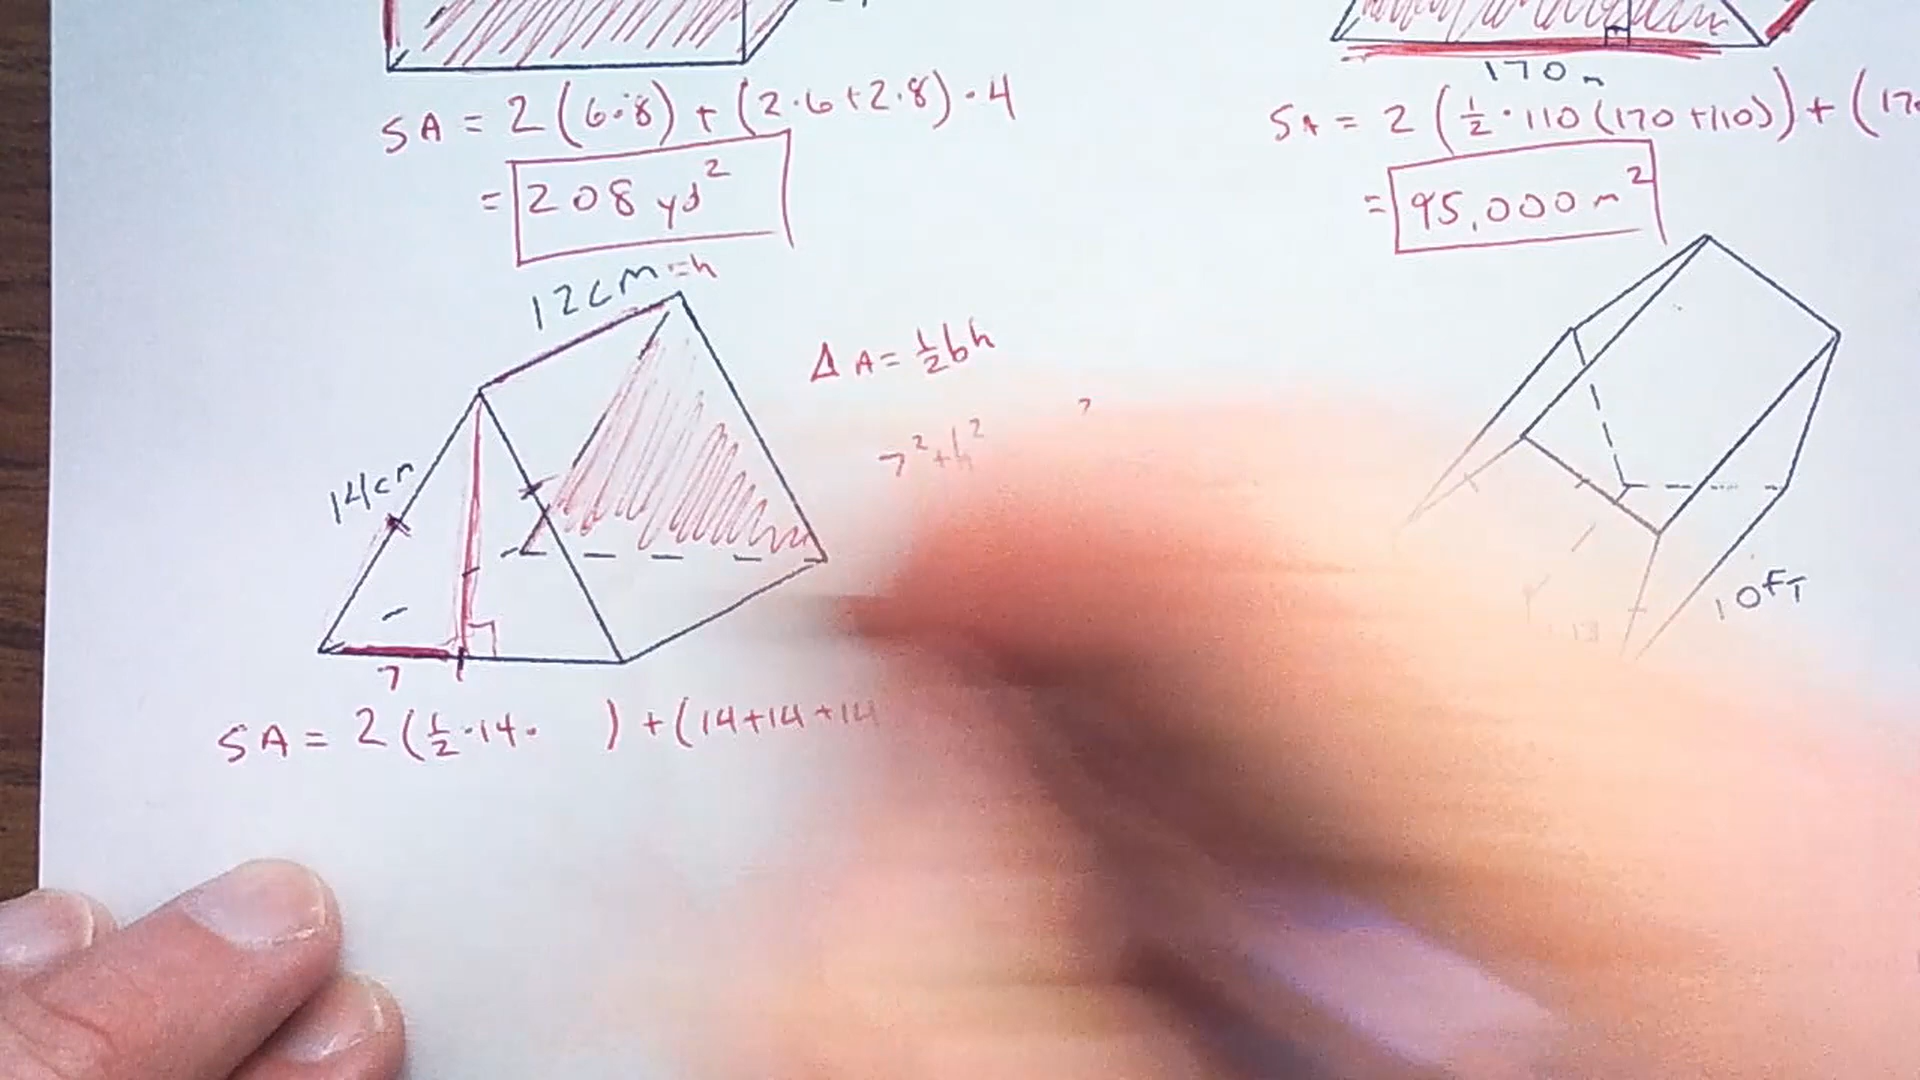 170m
SA = 2(6·8) + (2·6+2·8)·4
= 208 yd²
SA = 2(½·110(170+110)) + (17
= 95,000 m²
12cm=h
△A = ½bh
7²+h²
14cm
7
10FT
SA = 2(½·14· ) + (14+14+14